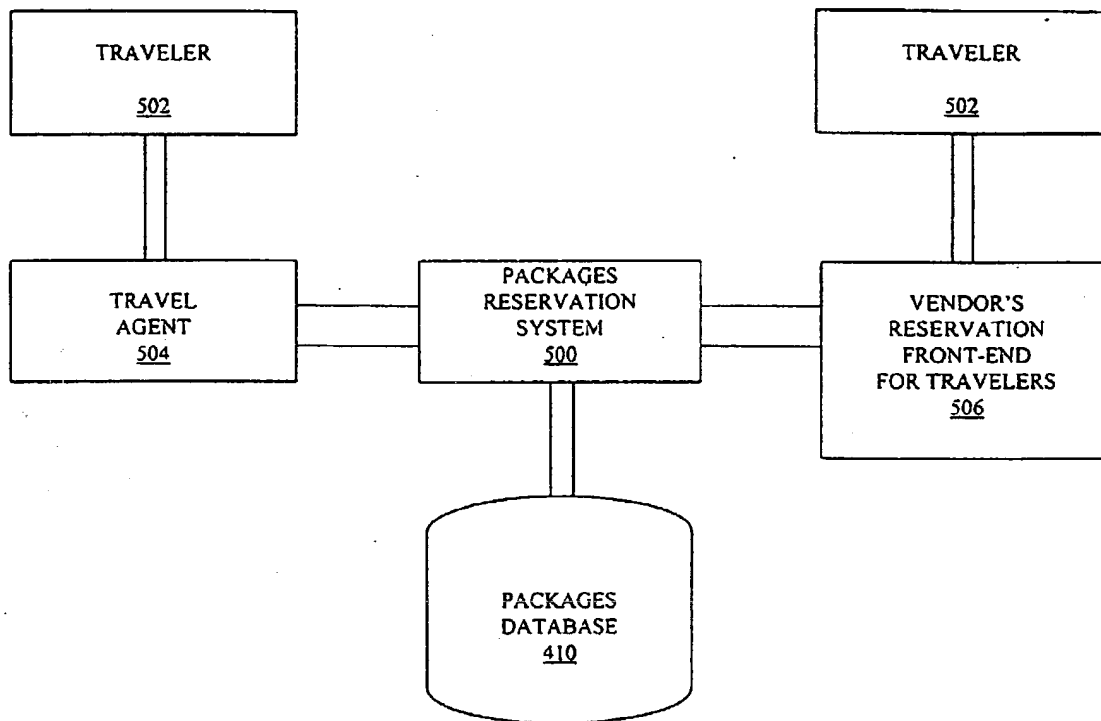 TRAVELER
502
TRAVELER
502
TRAVEL
AGENT
504
PACKAGES
RESERVATION
SYSTEM
500
VENDOR'S
RESERVATION
FRONT-END
FOR TRAVELERS
506
PACKAGES
DATABASE
410